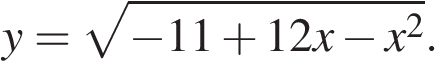 y = √(−11 + 12x − x²).